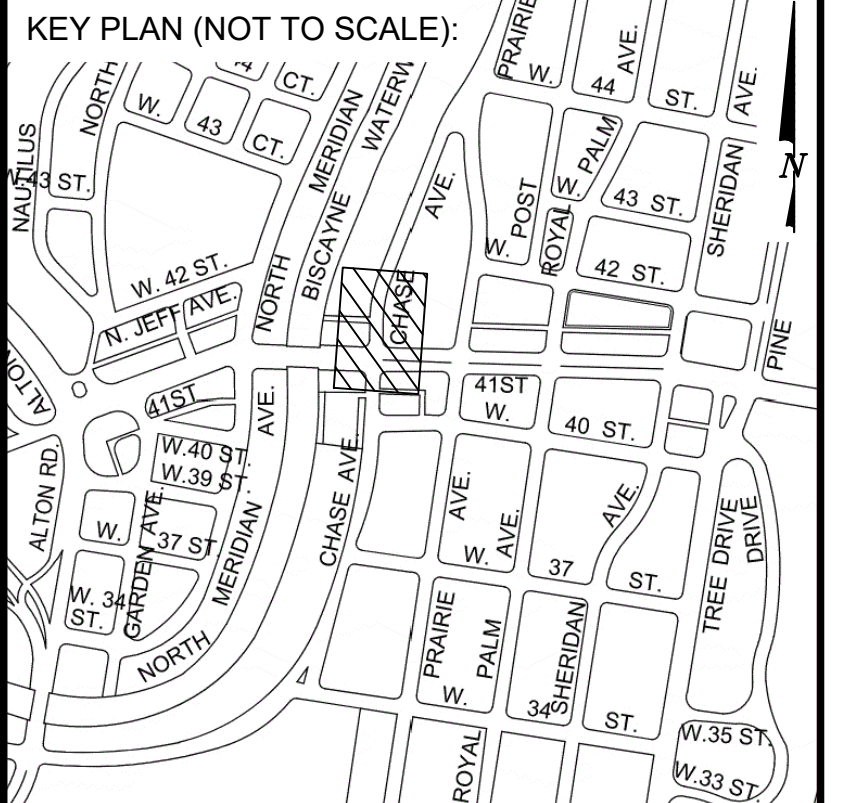 KEY PLAN (NOT TO SCALE):
PRAIRIE
W.
44
AVE.
ST.
AVE.
NORTH
W.
43
CT.
CT.
MERIDIAN
WATERW
NAUTILUS
W.43 ST.
BISCAYNE
AVE.
POST
W.
PALM
W.
ROYAL
43 ST.
SHERIDAN
N
W. 42 ST.
42 ST.
NORTH
CHASE
N. JEFF AVE.
PINE
ALTON
41ST
AVE.
41ST
W.
40 ST.
W.40 ST.
W.39 ST.
ALTON RD.
W.
GARDEN AVE.
37 ST.
MERIDIAN
CHASE AVE.
AVE.
AVE.
W.
37
AVE.
ST.
TREE DRIVE
DRIVE
W. 34
ST.
NORTH
PRAIRIE
PALM
W.
SHERIDAN
34
ST.
ROYAL
W.35 ST.
W.33 ST.